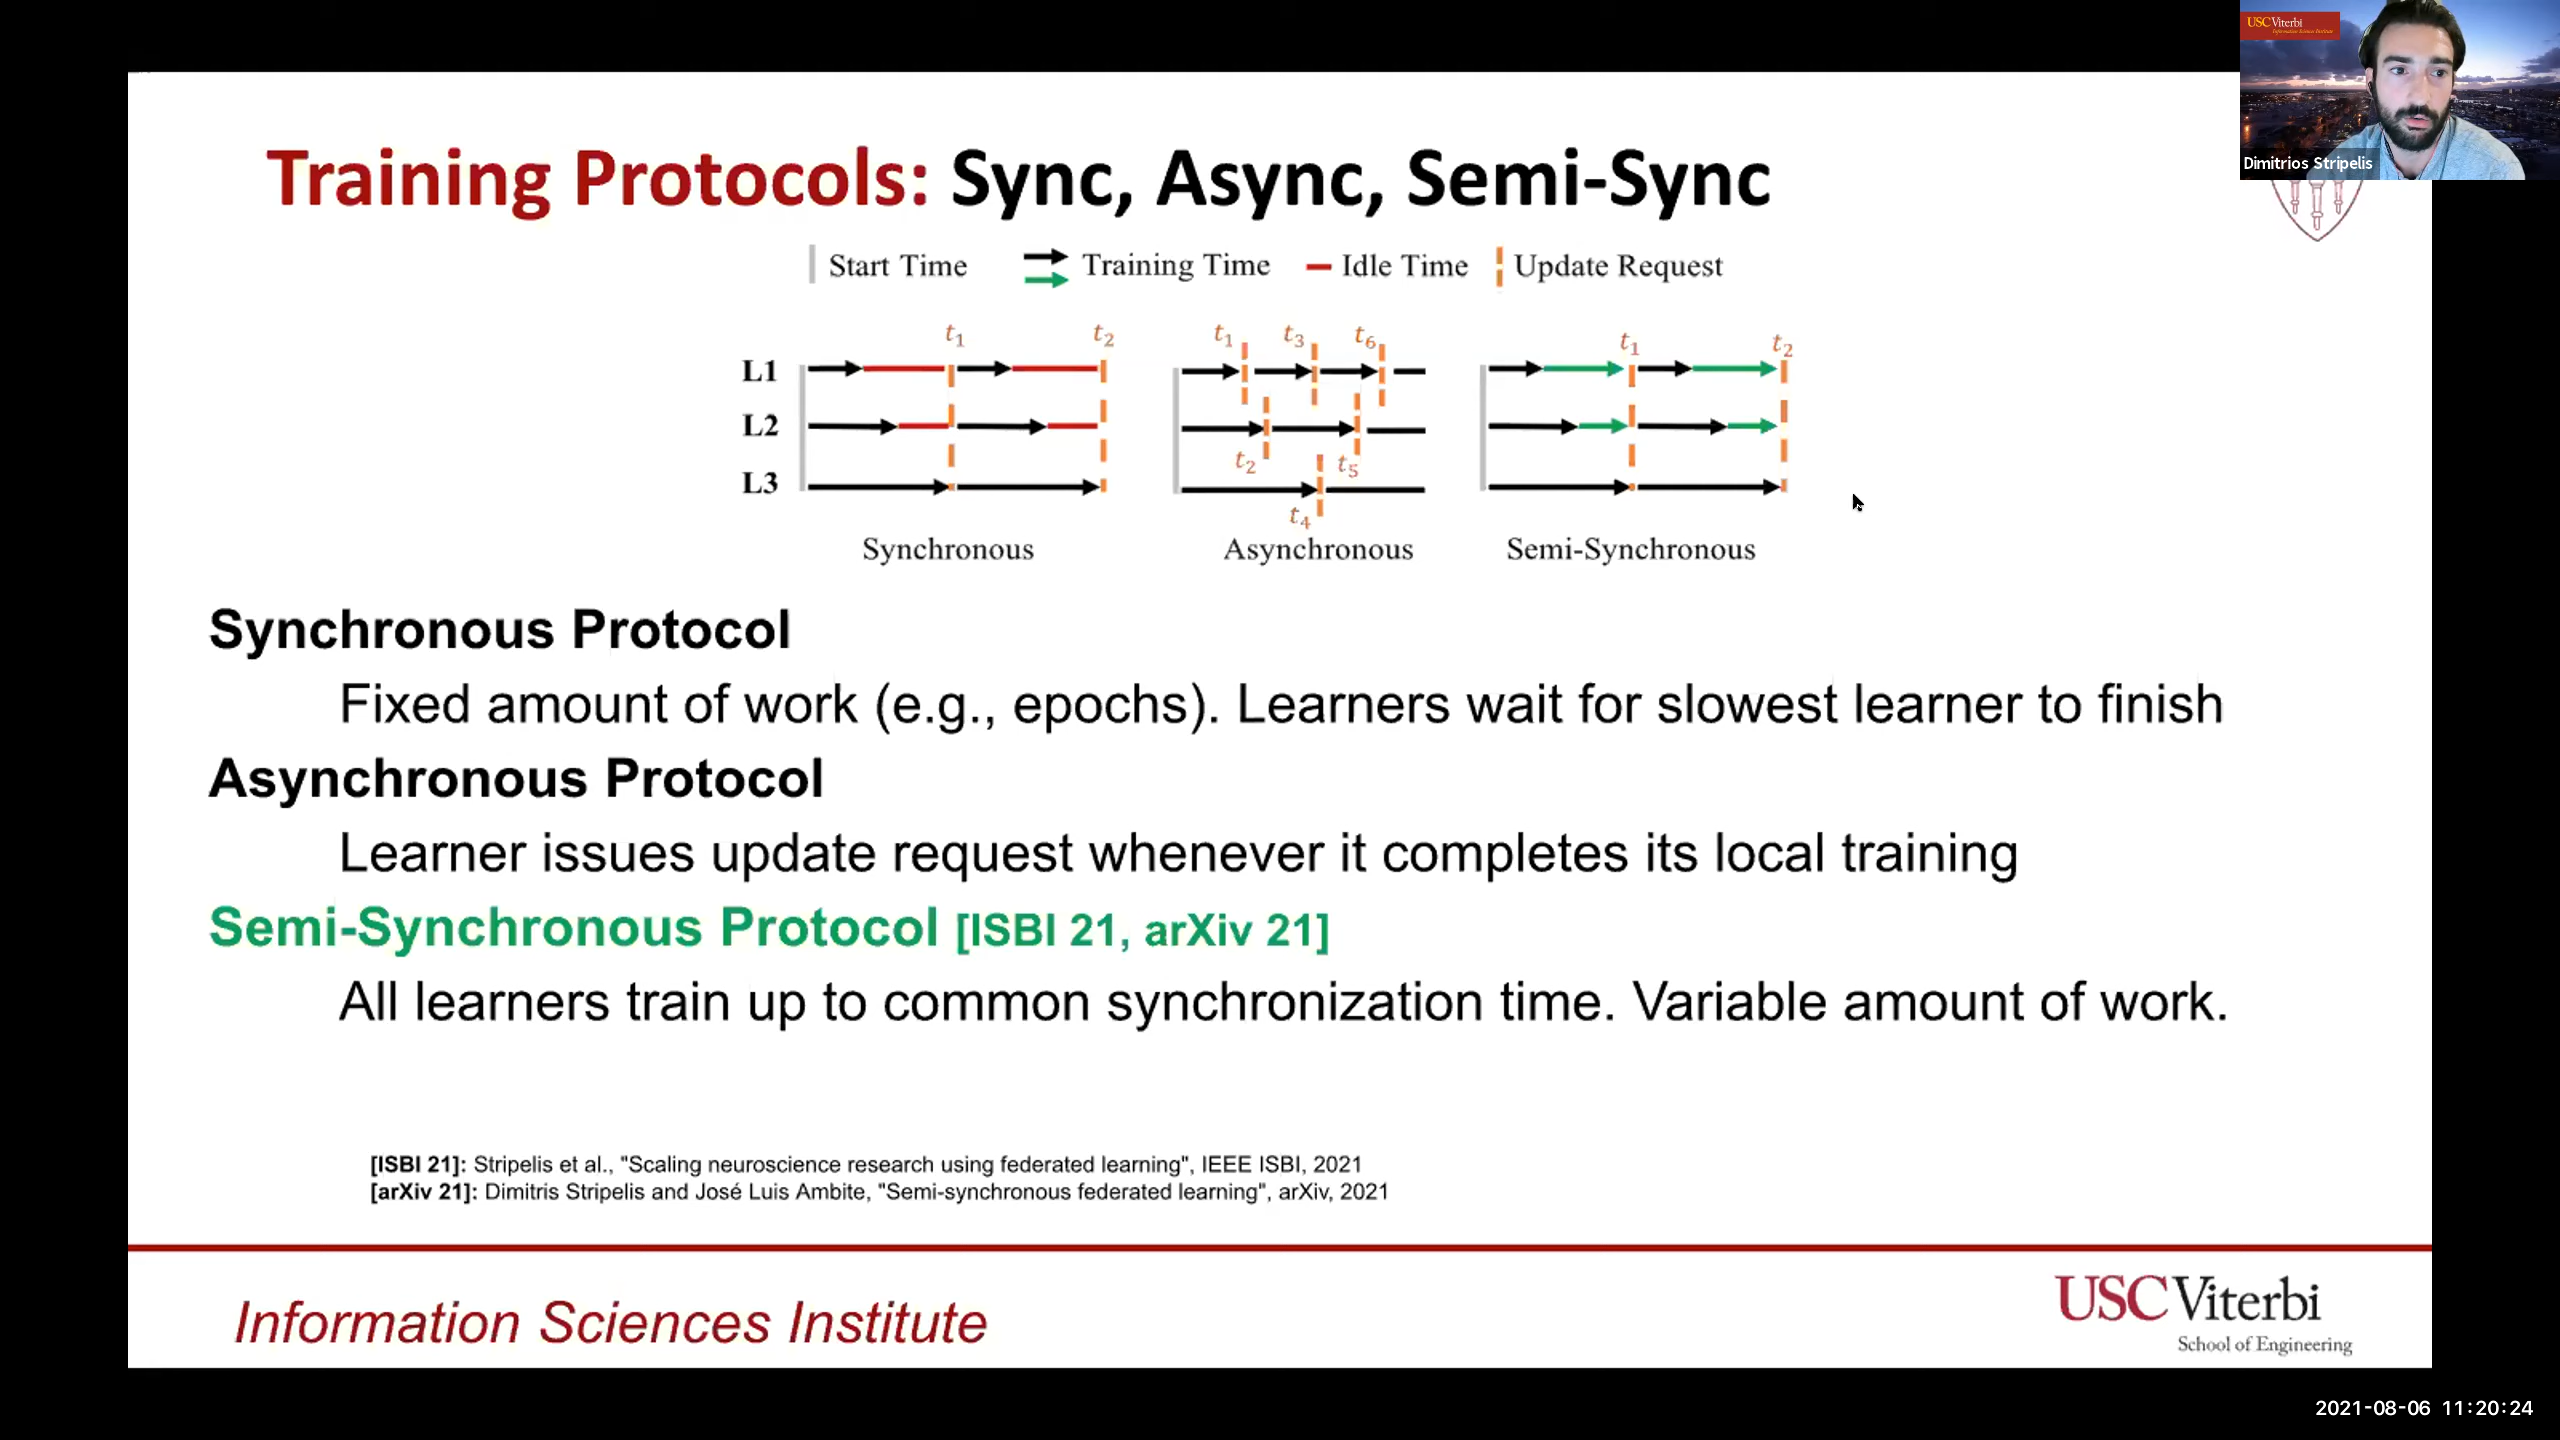 USC Viterbi
Information Sciences Institute
Dimitrios Stripelis
Training Protocols: Sync, Async, Semi-Sync
Start Time Training Time Idle Time Update Request
t1 t2 t1 t3 t6 t1 t2
L1
L2
t2 t5
L3
t4
Synchronous Asynchronous Semi-Synchronous
Synchronous Protocol
Fixed amount of work (e.g., epochs). Learners wait for slowest learner to finish
Asynchronous Protocol
Learner issues update request whenever it completes its local training
Semi-Synchronous Protocol [ISBI 21, arXiv 21]
All learners train up to common synchronization time. Variable amount of work.
[ISBI 21]: Stripelis et al., "Scaling neuroscience research using federated learning", IEEE ISBI, 2021
[arXiv 21]: Dimitris Stripelis and José Luis Ambite, "Semi-synchronous federated learning", arXiv, 2021
Information Sciences Institute
USC Viterbi
School of Engineering
2021-08-06 11:20:24